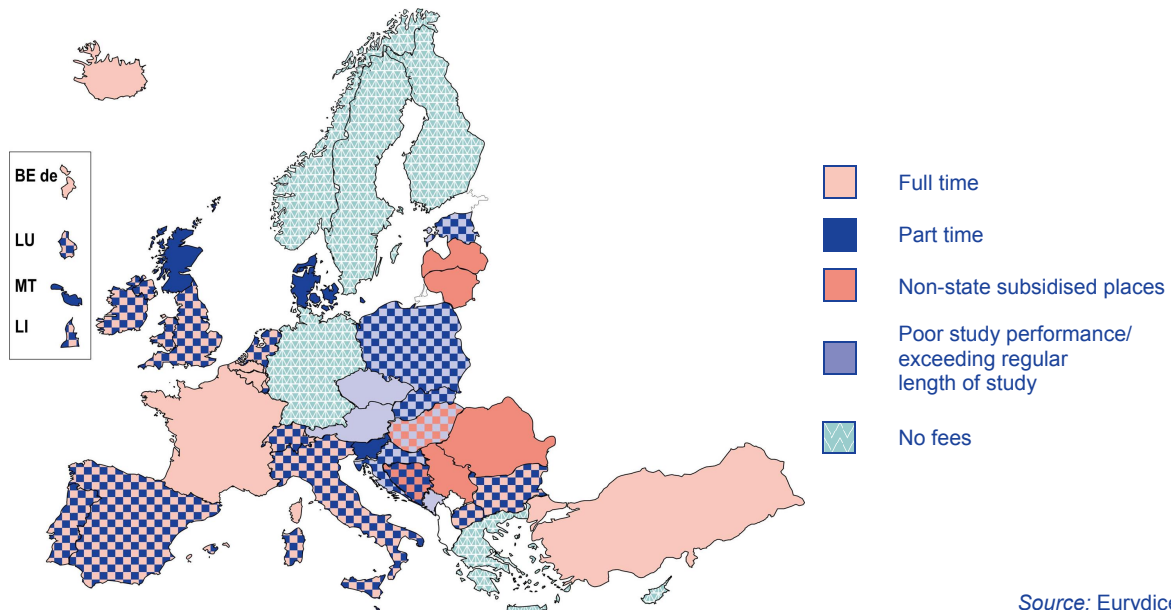 BE de
LU
MT
LI
Full time
Part time
Non-state subsidised places
Poor study performance/
exceeding regular
length of study
No fees
Source: Eurydice